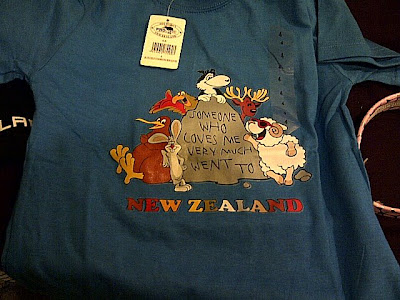 SOMEONE
WHO
LOVES ME
VERY MUCH
WENT TO
NEW ZEALAND